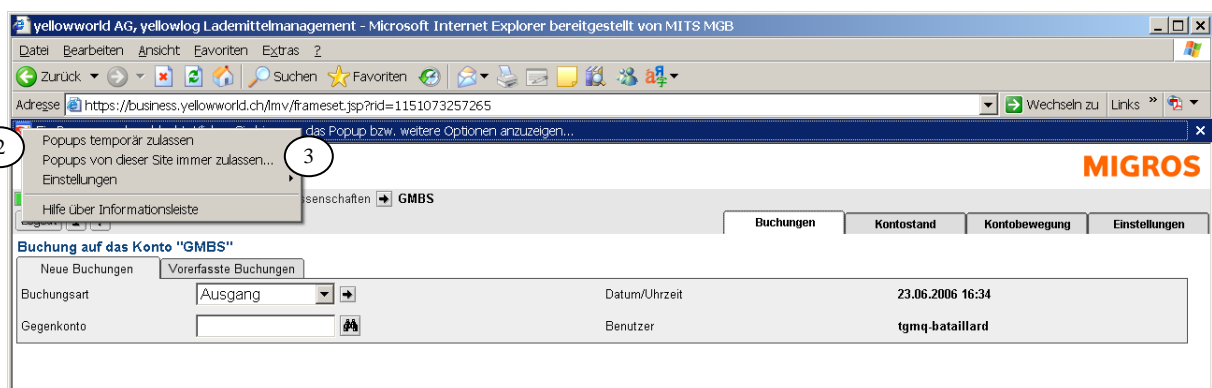 yellowworld AG, yellowlog Lademittelmanagement - Microsoft Internet Explorer bereitgestellt von MITS MGB
Datei Bearbeiten Ansicht Favoriten Extras ?
Zurück Suchen Favoriten
Adresse https://business.yellowworld.ch/lmv/frameset.jsp?rid=1151073257265 Wechseln zu Links »
das Popup bzw. weitere Optionen anzuzeigen... x
2 Popups temporär zulassen
Popups von dieser Site immer zulassen... 3
MIGROS
Einstellungen
ssenschaften GMBS
Hilfe über Informationsleiste
Buchungen Kontostand Kontobewegung Einstellungen
Buchung auf das Konto "GMBS"
Neue Buchungen Vorerfasste Buchungen
Buchungsart Ausgang Datum/Uhrzeit 23.06.2006 16:34
Gegenkonto Benutzer tgmq-bataillard